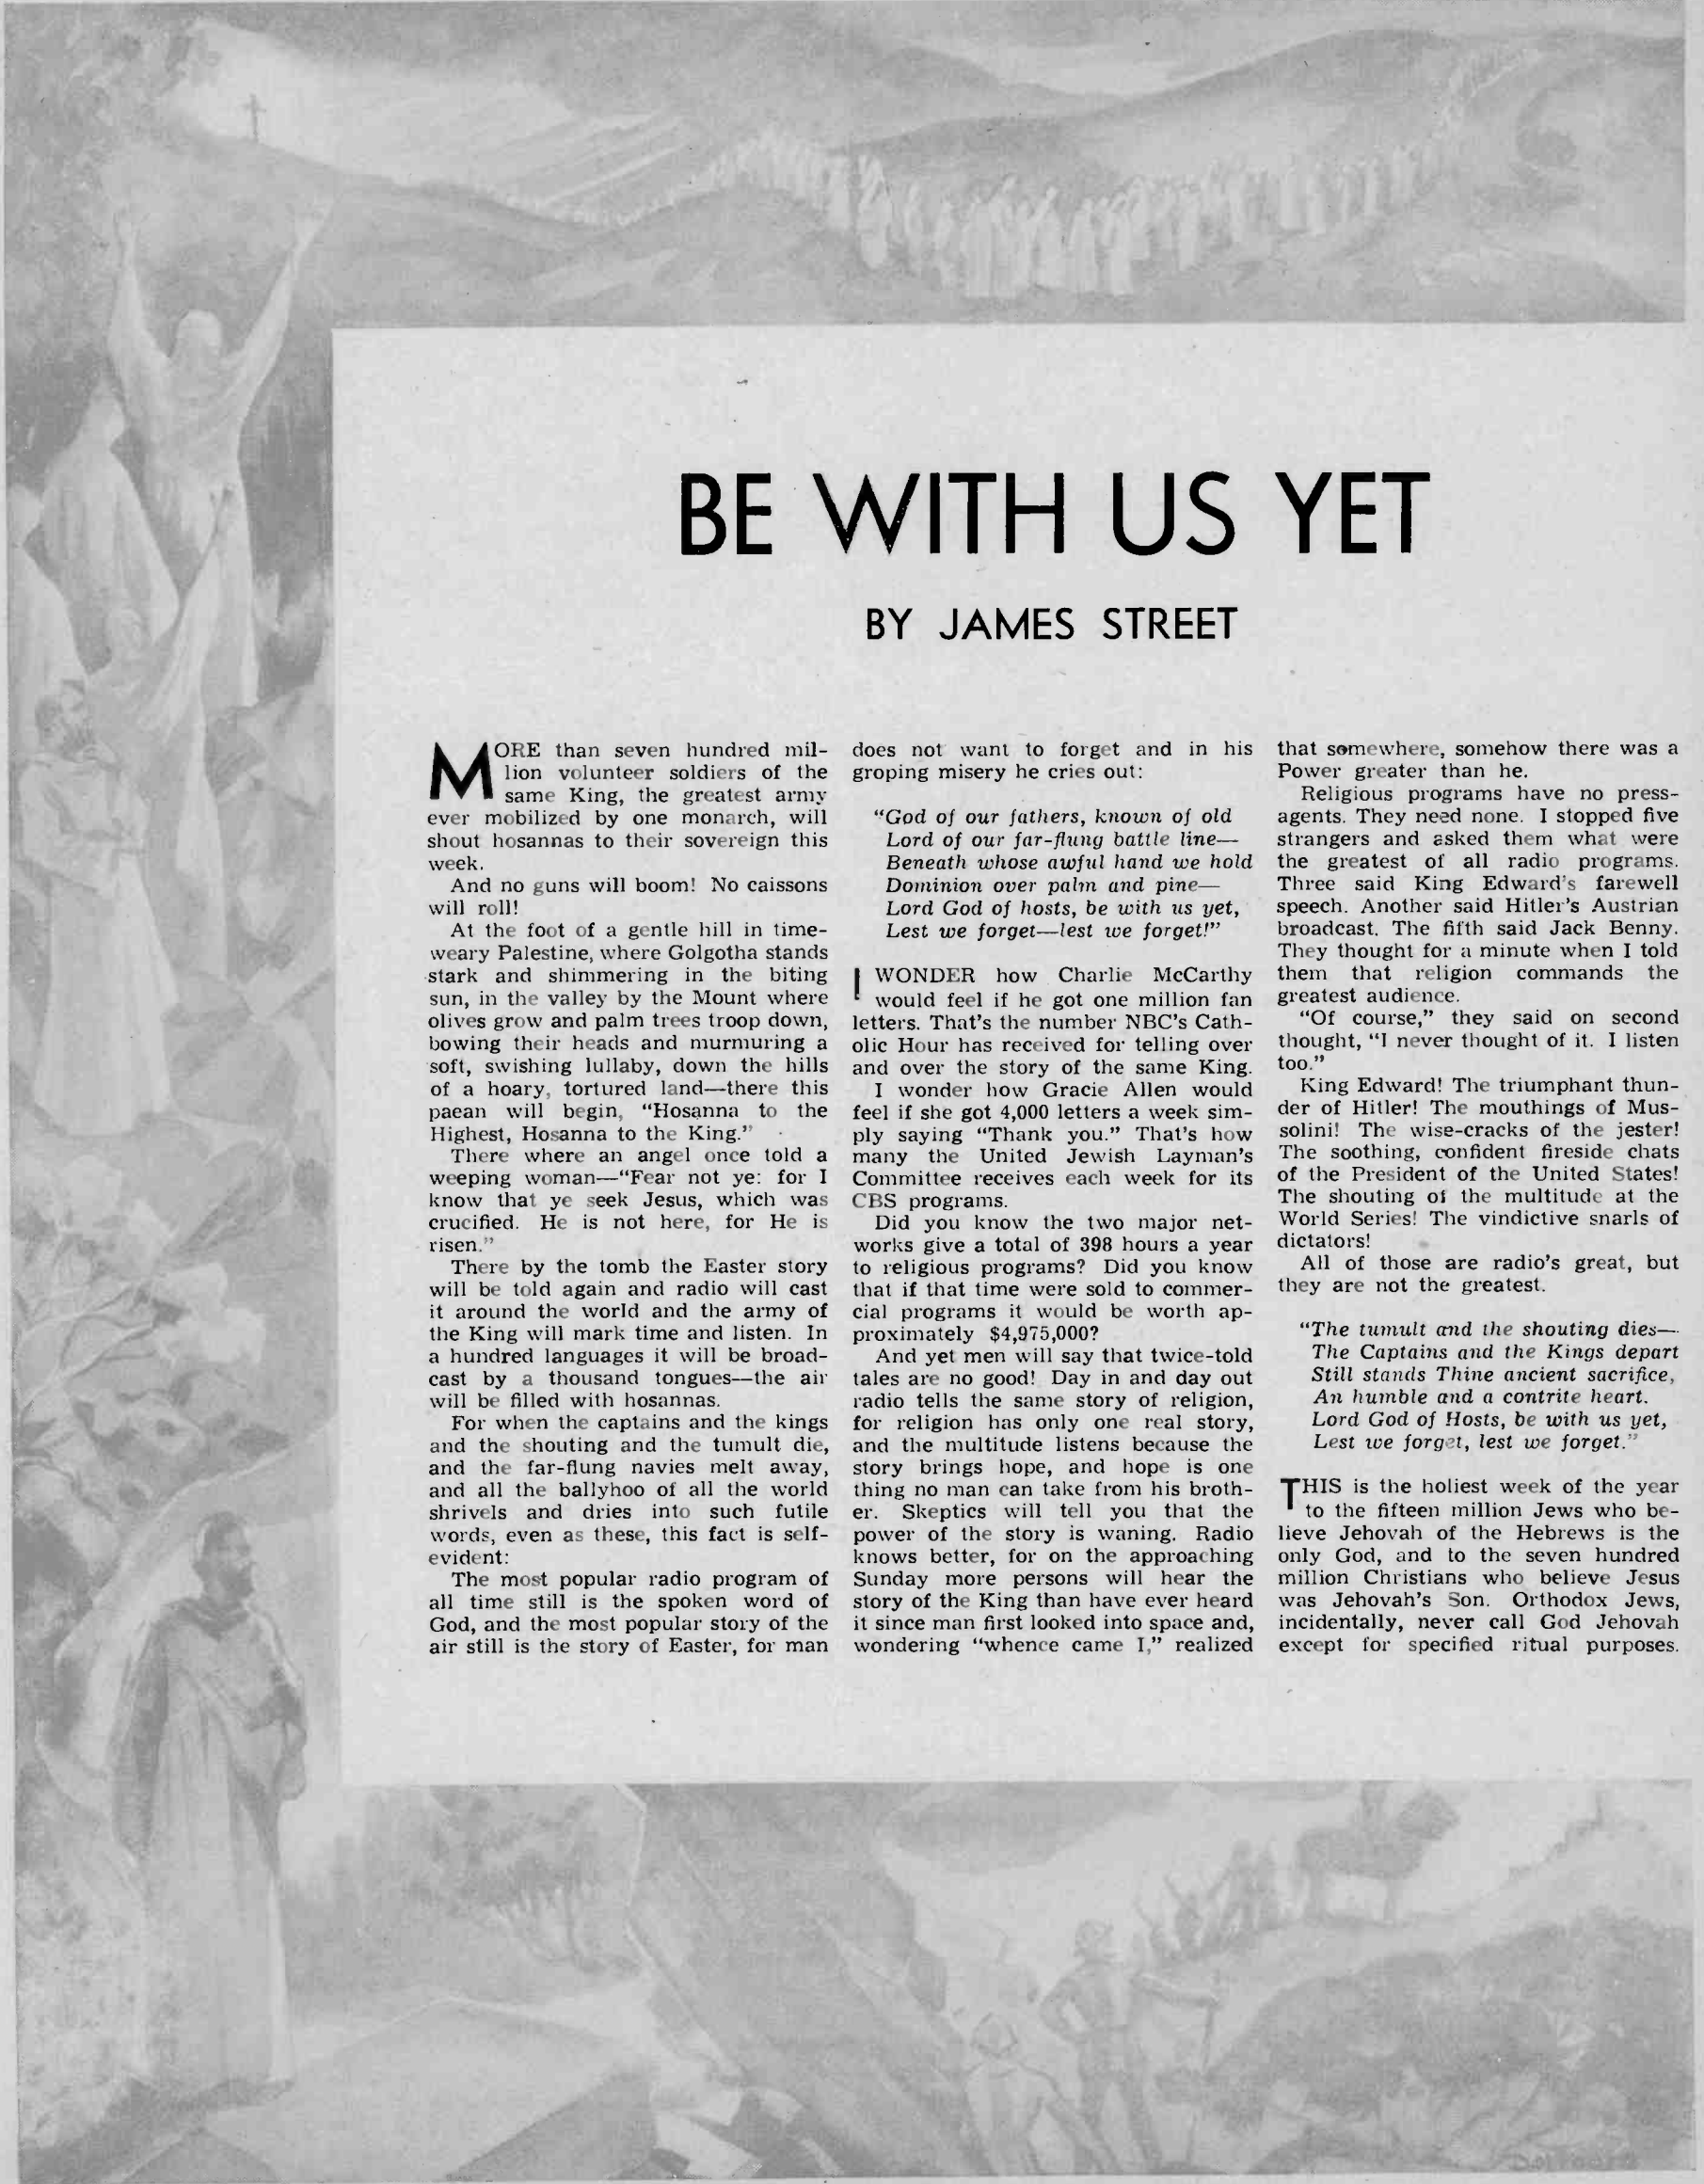 BE WITH US YET
BY JAMES STREET
MORE than seven hundred mil-
lion volunteer soldiers of the
same King, the greatest army
ever mobilized by one monarch, will
shout hosannas to their sovereign this
week.
And no guns will boom! No caissons
will roll!
At the foot of a gentle hill in time-
weary Palestine, where Golgotha stands
stark and shimmering in the biting
sun, in the valley by the Mount where
olives grow and palm trees troop down,
bowing their heads and murmuring a
soft, swishing lullaby, down the hills
of a hoary, tortured land—there this
paean will begin, "Hosanna to the
Highest, Hosanna to the King."
There where an angel once told a
weeping woman—"Fear not ye: for I
know that ye seek Jesus, which was
crucified. He is not here, for He is
risen."
There by the tomb the Easter story
will be told again and radio will cast
it around the world and the army of
the King will mark time and listen. In
a hundred languages it will be broad-
cast by a thousand tongues—the air
will be filled with hosannas.
For when the captains and the kings
and the shouting and the tumult die,
and the far-flung navies melt away,
and all the ballyhoo of all the world
shrivels and dries into such futile
words, even as these, this fact is self-
evident:
The most popular radio program of
all time still is the spoken word of
God, and the most popular story of the
air still is the story of Easter, for man
does not want to forget and in his
groping misery he cries out:
"God of our fathers, known of old
Lord of our far-flung battle line—
Beneath whose awful hand we hold
Dominion over palm and pine—
Lord God of hosts, be with us yet,
Lest we forget—lest we forget!"
I WONDER how Charlie McCarthy
would feel if he got one million fan
letters. That's the number NBC's Cath-
olic Hour has received for telling over
and over the story of the same King.
I wonder how Gracie Allen would
feel if she got 4,000 letters a week sim-
ply saying "Thank you." That's how
many the United Jewish Layman's
Committee receives each week for its
CBS programs.
Did you know the two major net-
works give a total of 398 hours a year
to religious programs? Did you know
that if that time were sold to commer-
cial programs it would be worth ap-
proximately $4,975,000?
And yet men will say that twice-told
tales are no good! Day in and day out
radio tells the same story of religion,
for religion has only one real story,
and the multitude listens because the
story brings hope, and hope is one
thing no man can take from his broth-
er. Skeptics will tell you that the
power of the story is waning. Radio
knows better, for on the approaching
Sunday more persons will hear the
story of the King than have ever heard
it since man first looked into space and,
wondering "whence came I," realized
that somewhere, somehow there was a
Power greater than he.
Religious programs have no press-
agents. They need none. I stopped five
strangers and asked them what were
the greatest of all radio programs.
Three said King Edward's farewell
speech. Another said Hitler's Austrian
broadcast. The fifth said Jack Benny.
They thought for a minute when I told
them that religion commands the
greatest audience.
"Of course," they said on second
thought, "I never thought of it. I listen
too."
King Edward! The triumphant thun-
der of Hitler! The mouthings of Mus-
solini! The wise-cracks of the jester!
The soothing, confident fireside chats
of the President of the United States!
The shouting of the multitude at the
World Series! The vindictive snarls of
dictators!
All of those are radio's great, but
they are not the greatest.
"The tumult and the shouting dies—
The Captains and the Kings depart
Still stands Thine ancient sacrifice,
An humble and a contrite heart.
Lord God of Hosts, be with us yet,
Lest we forget, lest we forget."
THIS is the holiest week of the year
to the fifteen million Jews who be-
lieve Jehovah of the Hebrews is the
only God, and to the seven hundred
million Christians who believe Jesus
was Jehovah's Son. Orthodox Jews,
incidentally, never call God Jehovah
except for specified ritual purposes.